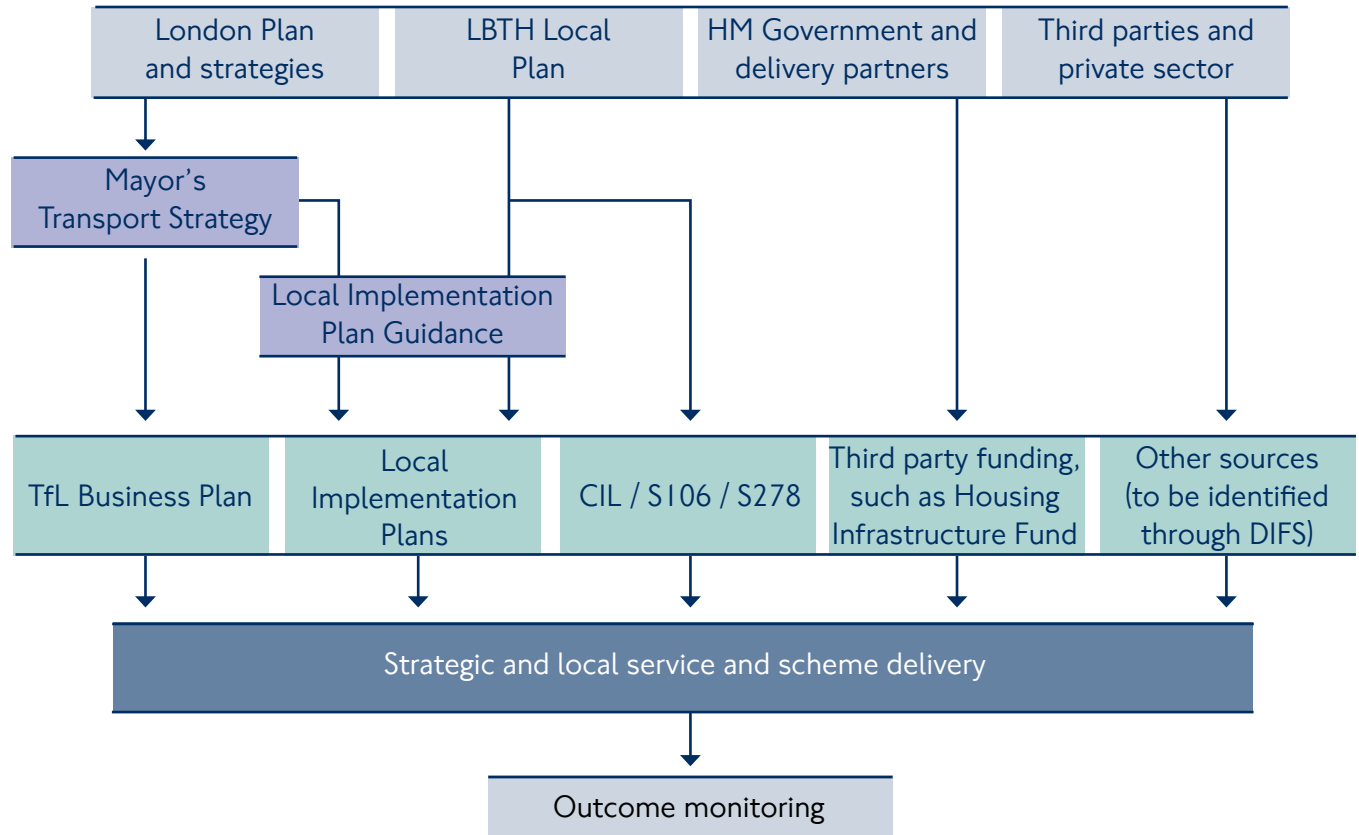 London Plan
and strategies
LBTH Local
Plan
HM Government and
delivery partners
Third parties and
private sector
Mayor’s
Transport Strategy
Local Implementation
Plan Guidance
TfL Business Plan
Local
Implementation
Plans
CIL / S106 / S278
Third party funding,
such as Housing
Infrastructure Fund
Other sources
(to be identified
through DIFS)
Strategic and local service and scheme delivery
Outcome monitoring